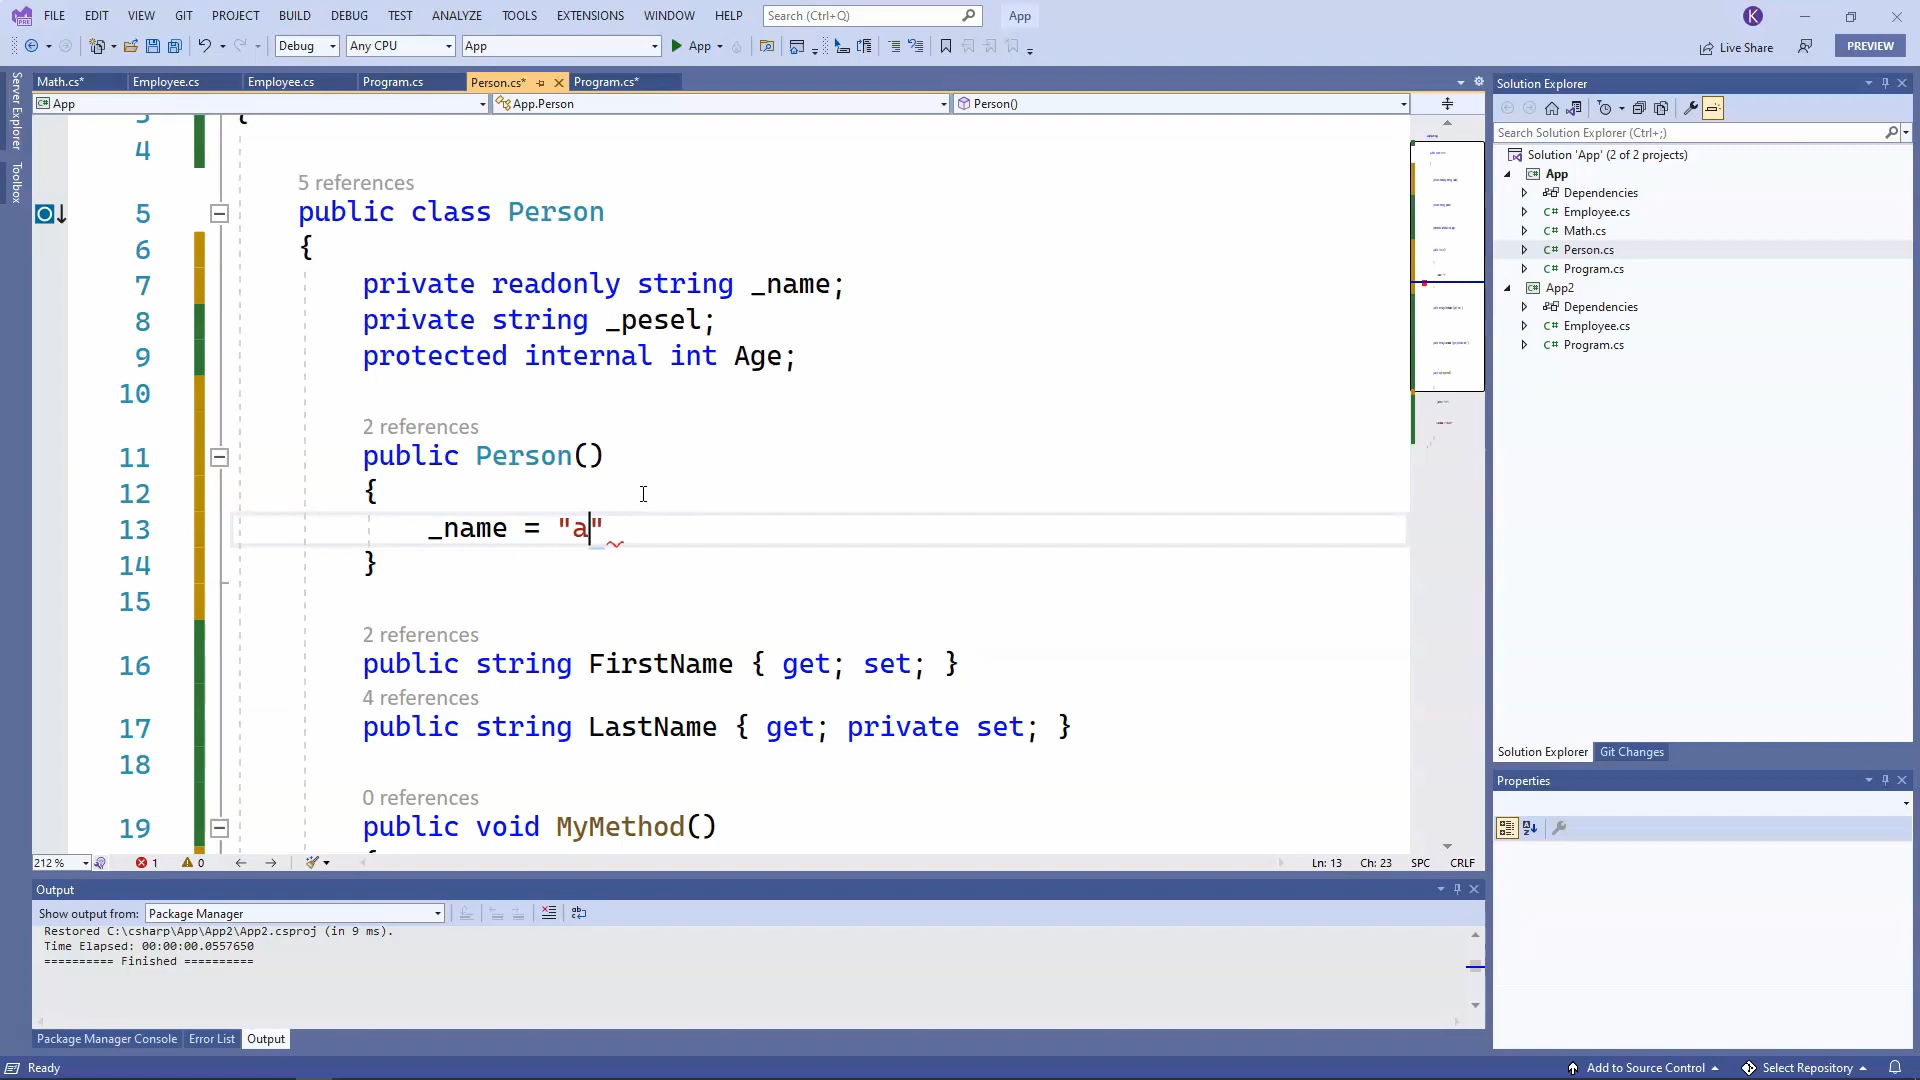 FILE EDIT VIEW GIT PROJECT BUILD DEBUG TEST ANALYZE TOOLS EXTENSIONS WINDOW HELP Search (Ctrl+Q) App K
Debug Any CPU App App Live Share PREVIEW
Server Explorer
Toolbox
Math.cs* Employee.cs Employee.cs Program.cs Person.cs* Program.cs*
App App.Person Person()
3 {
4
5 references
5 public class Person
6 {
7 private readonly string _name;
8 private string _pesel;
9 protected internal int Age;
10
2 references
11 public Person()
12 {
13 _name = "a"
14 }
15
2 references
16 public string FirstName { get; set; }
4 references
17 public string LastName { get; private set; }
18
0 references
19 public void MyMethod()
212 % 1 0 Ln: 13 Ch: 23 SPC CRLF
Output
Show output from: Package Manager
Restored C:\csharp\App\App2\App2.csproj (in 9 ms).
Time Elapsed: 00:00:00.0557650
========== Finished ==========
Package Manager Console Error List Output
Solution Explorer
Search Solution Explorer (Ctrl+;)
Solution 'App' (2 of 2 projects)
C# App
Dependencies
C# Employee.cs
C# Math.cs
C# Person.cs
C# Program.cs
C# App2
Dependencies
C# Employee.cs
C# Program.cs
Solution Explorer Git Changes
Properties
Ready Add to Source Control Select Repository